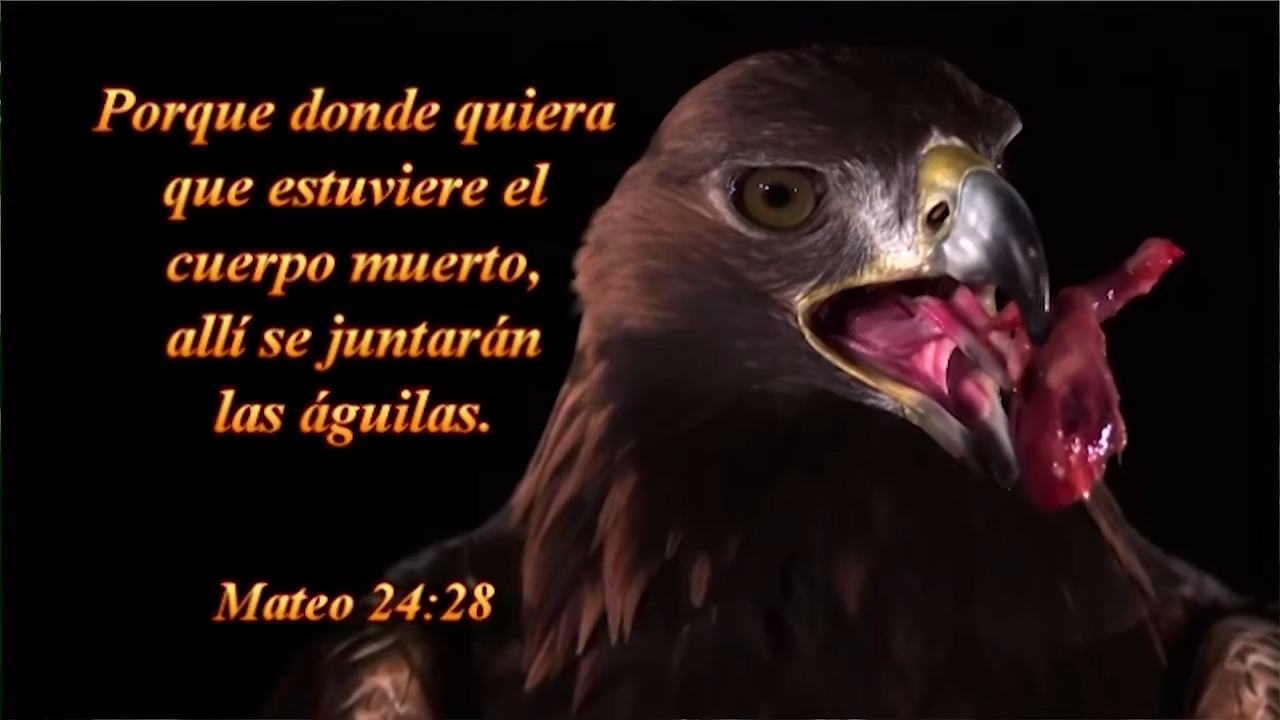 Porque donde quiera
que estuviere el
cuerpo muerto,
allí se juntarán
las águilas.
Mateo 24:28